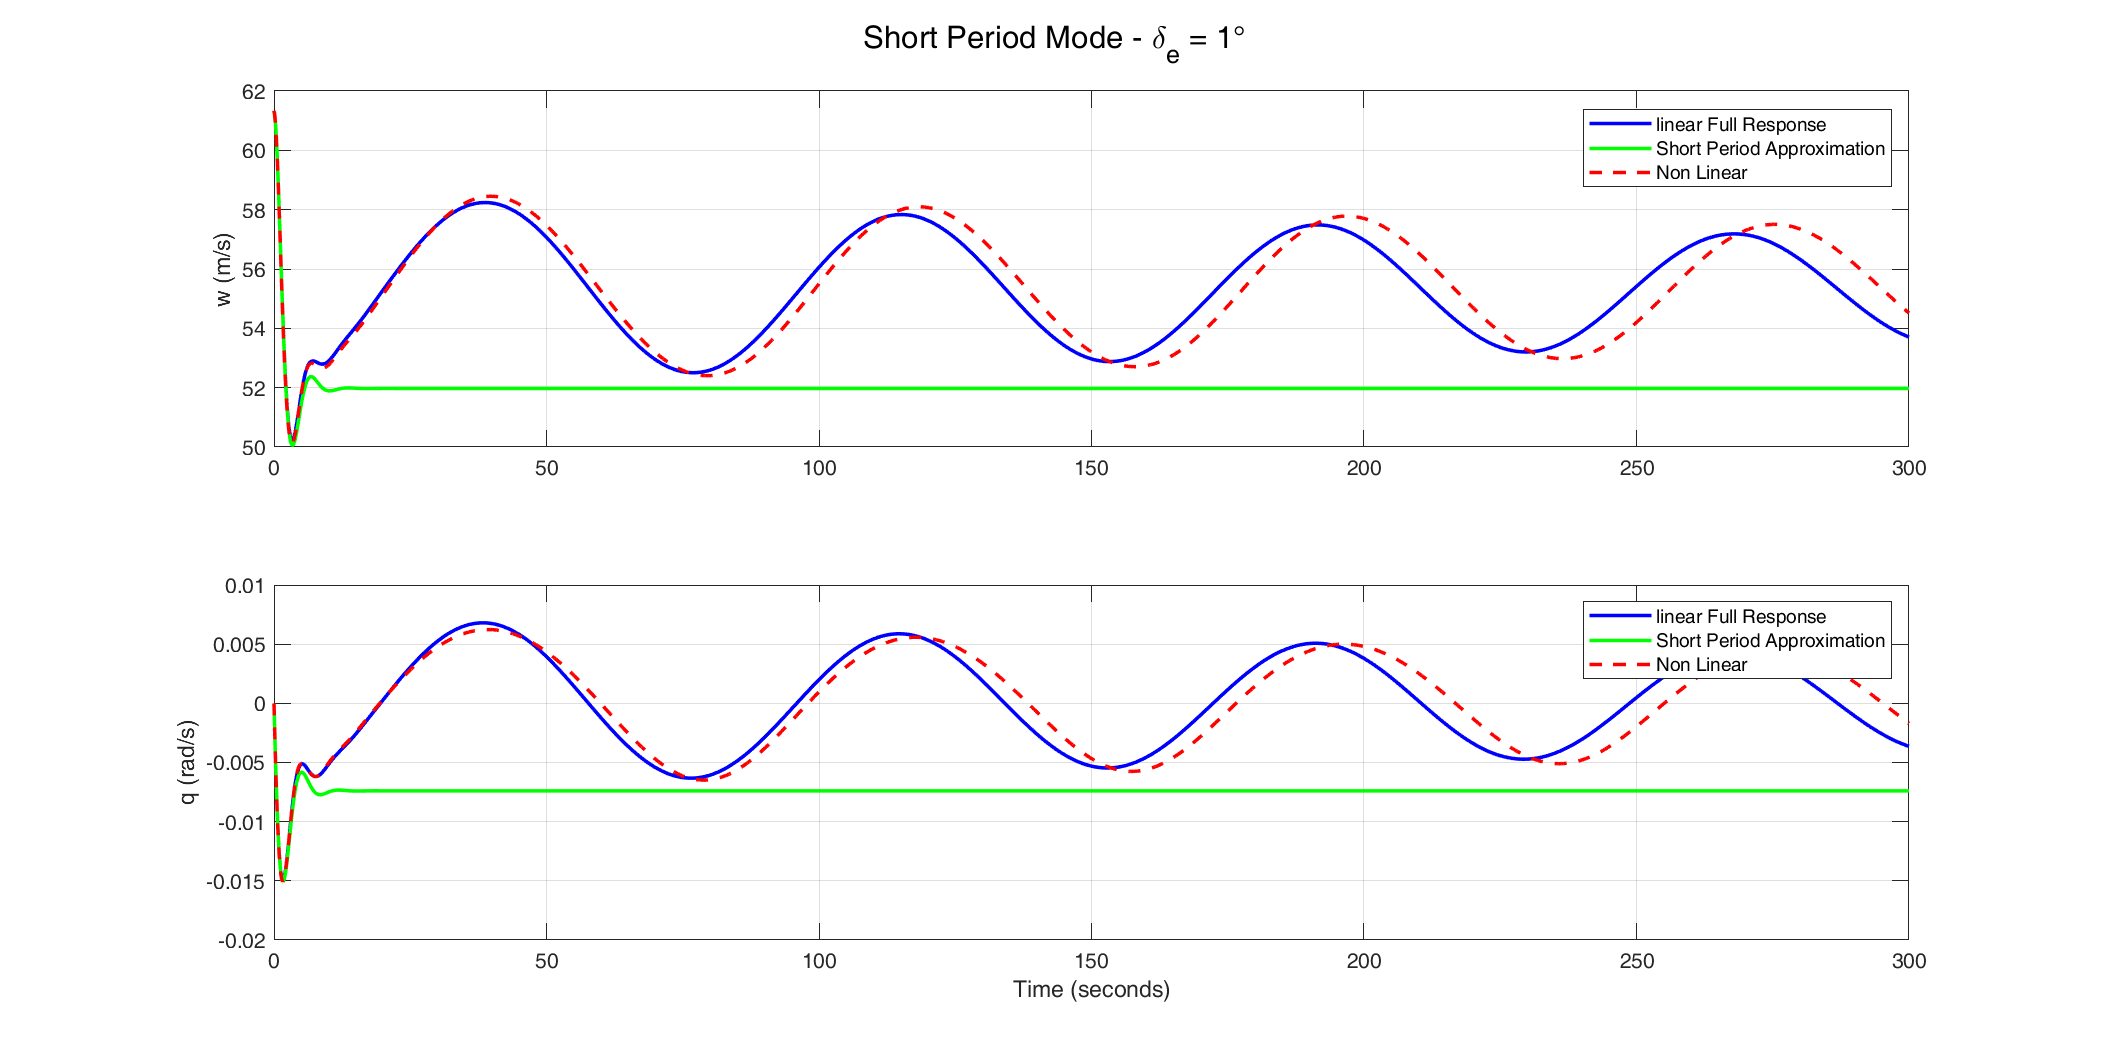 Short Period Mode - δe = 1°
62
60
58
56
54
52
50
w (m/s)
linear Full Response
Short Period Approximation
Non Linear
0 50 100 150 200 250 300
0.01
0.005
0
-0.005
-0.01
-0.015
-0.02
q (rad/s)
linear Full Response
Short Period Approximation
Non Linear
0 50 100 150 200 250 300
Time (seconds)